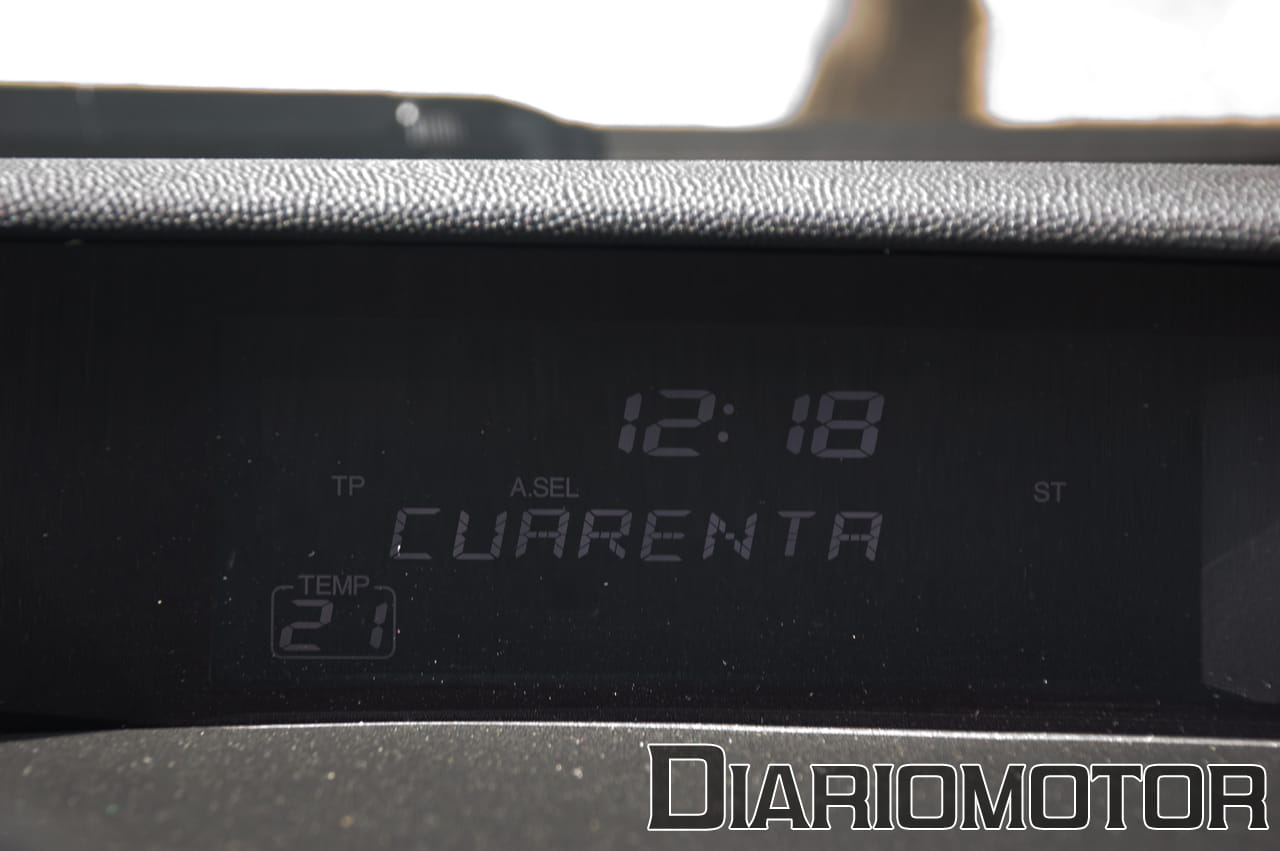 12:18
TP A.SEL ST
CUARENTA
TEMP
21
DIARIOMOTOR